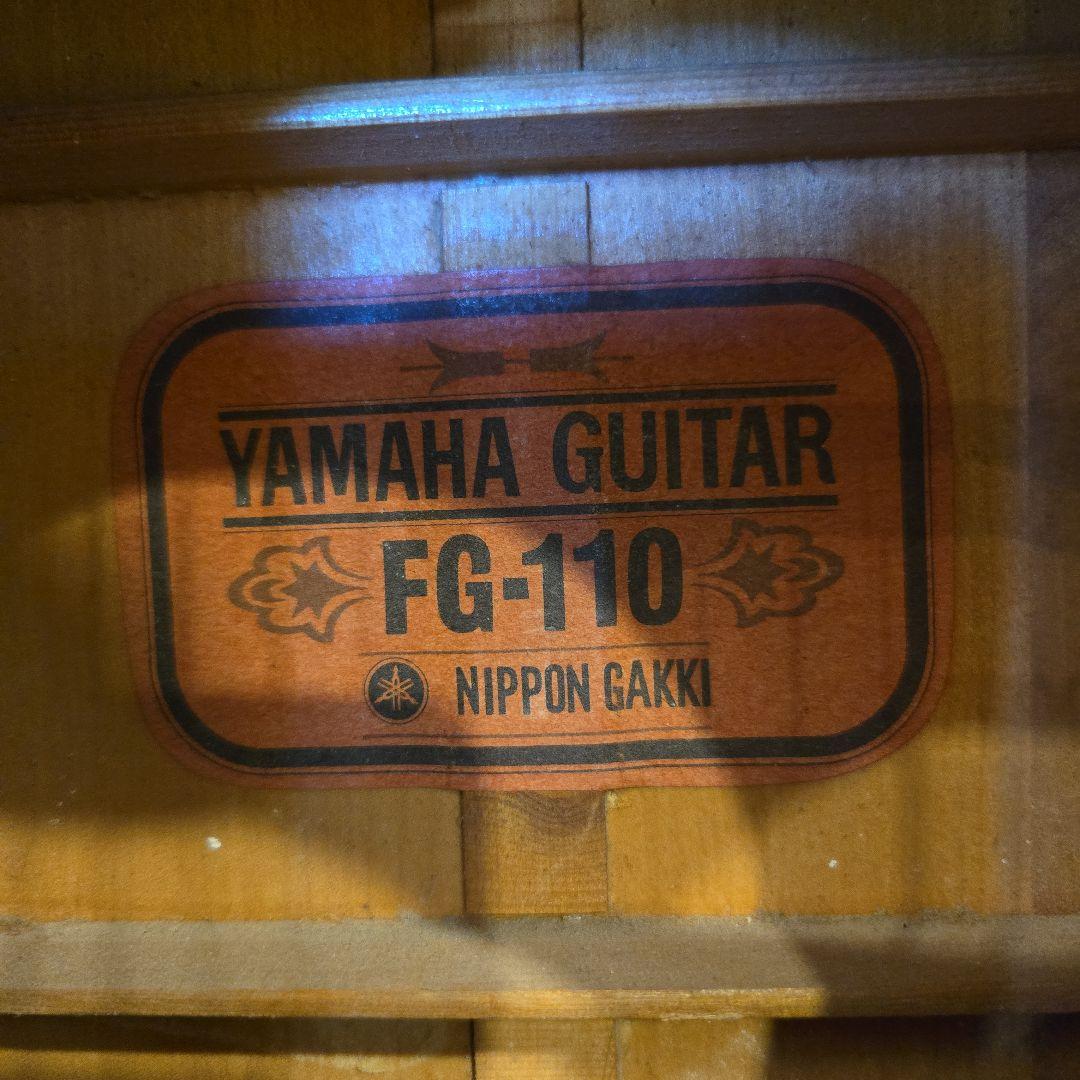 YAMAHA GUITAR
FG-110
NIPPON GAKKI